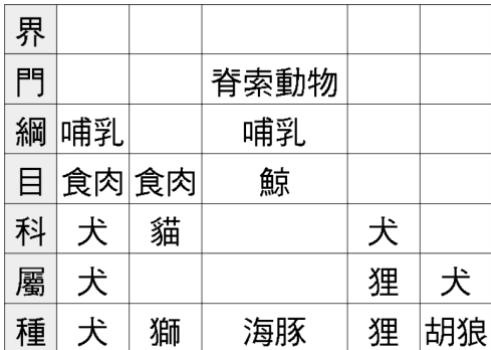 界
門 脊索動物
綱 哺乳 哺乳
目 食肉 食肉 鯨
科 犬 貓 犬
屬 犬 狸 犬
種 犬 獅 海豚 狸 胡狼